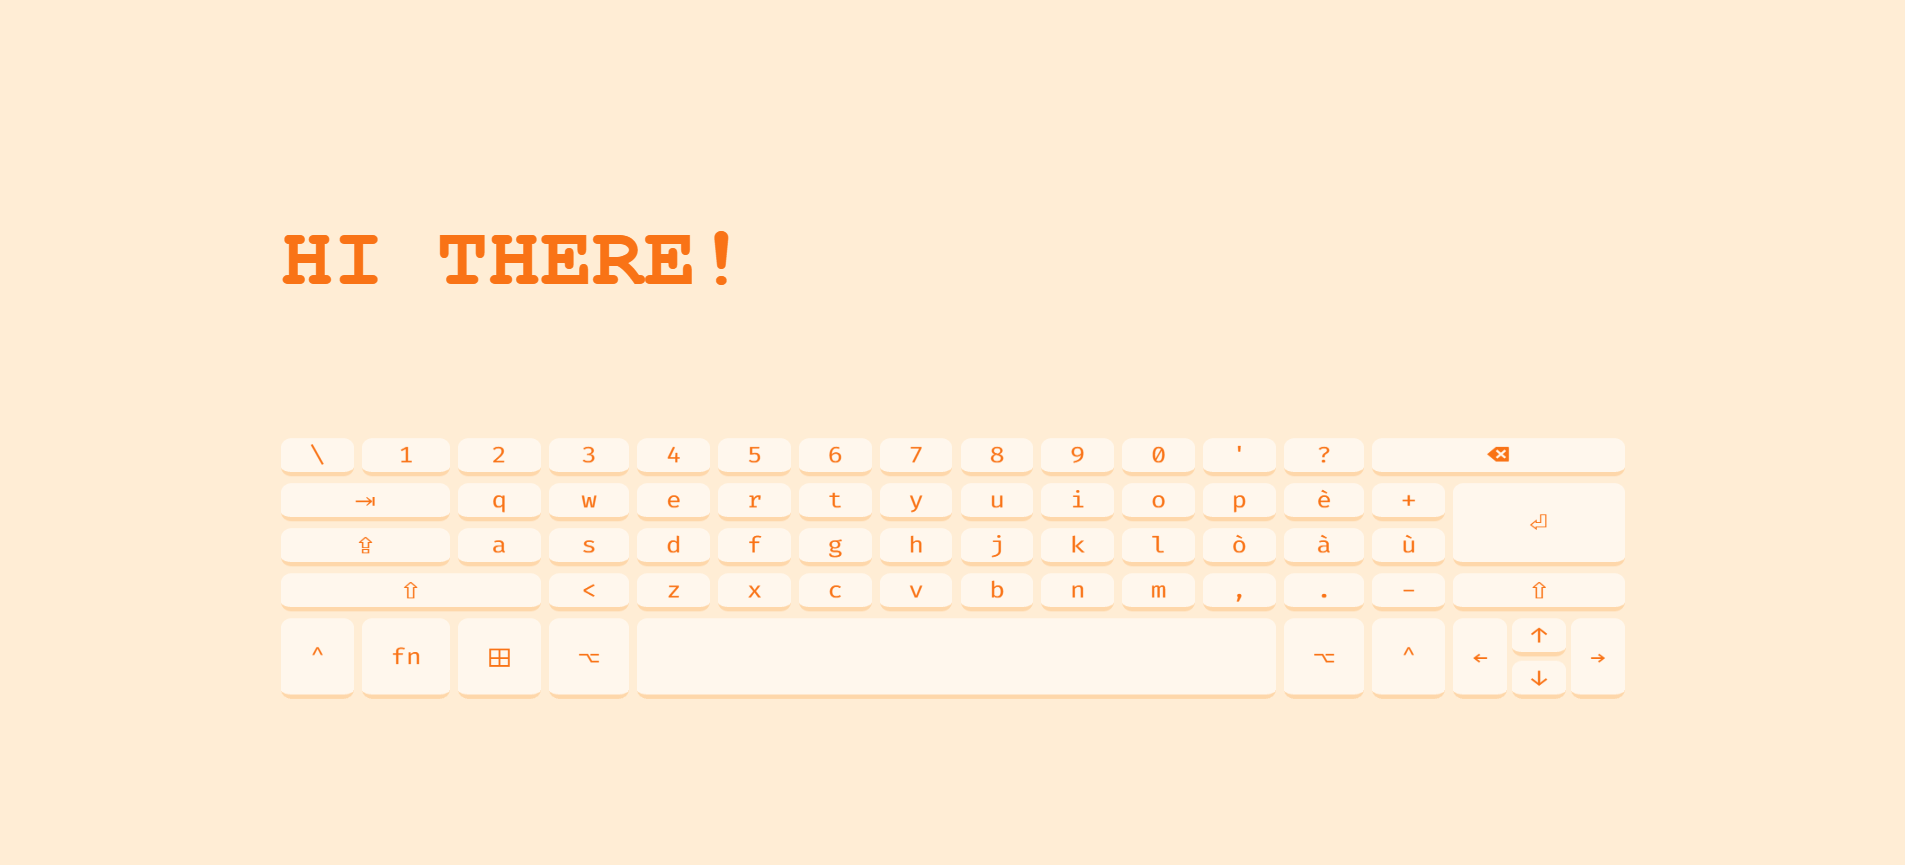 HI THERE!
\ 1 2 3 4 5 6 7 8 9 0 ' ? ⌫
⇥ q w e r t y u i o p è + ⏎
⇪ a s d f g h j k l ò à ù
⇧ < z x c v b n m , . - ⇧
^ fn ⊞ ⌥ ⌥ ^ ← ↑ ↓ →